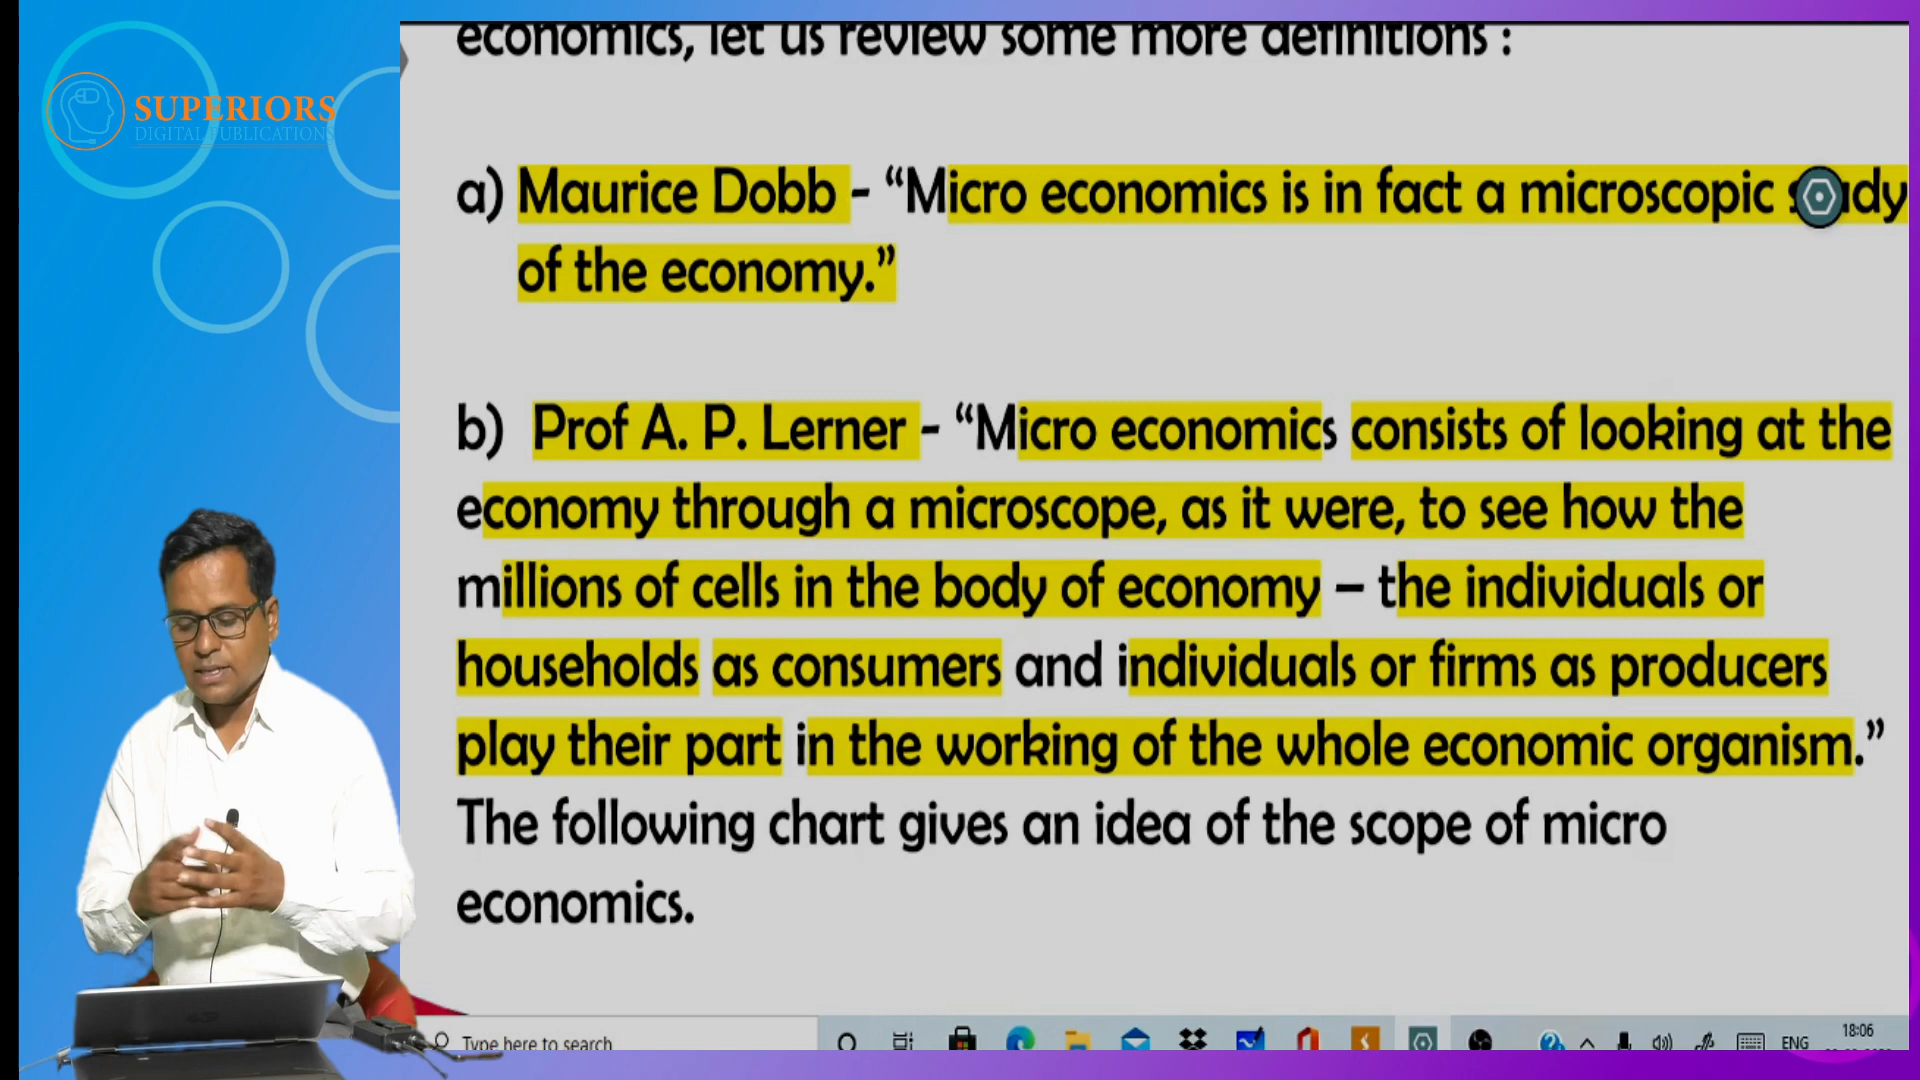 SUPERIORS
DIGITAL PUBLICATIONS
economics, let us review some more definitions :
a) Maurice Dobb - “Micro economics is in fact a microscopic study
of the economy.”
b) Prof A. P. Lerner - “Micro economics consists of looking at the
economy through a microscope, as it were, to see how the
millions of cells in the body of economy – the individuals or
households as consumers and individuals or firms as producers
play their part in the working of the whole economic organism.”
The following chart gives an idea of the scope of micro
economics.
Type here to search
ENG
18:06